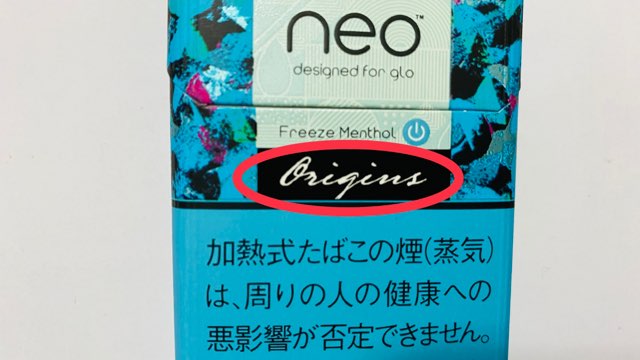 neo™
designed for glo
Freeze Menthol
Origins
加熱式たばこの煙(蒸気)
は、周りの人の健康への
悪影響が否定できません。